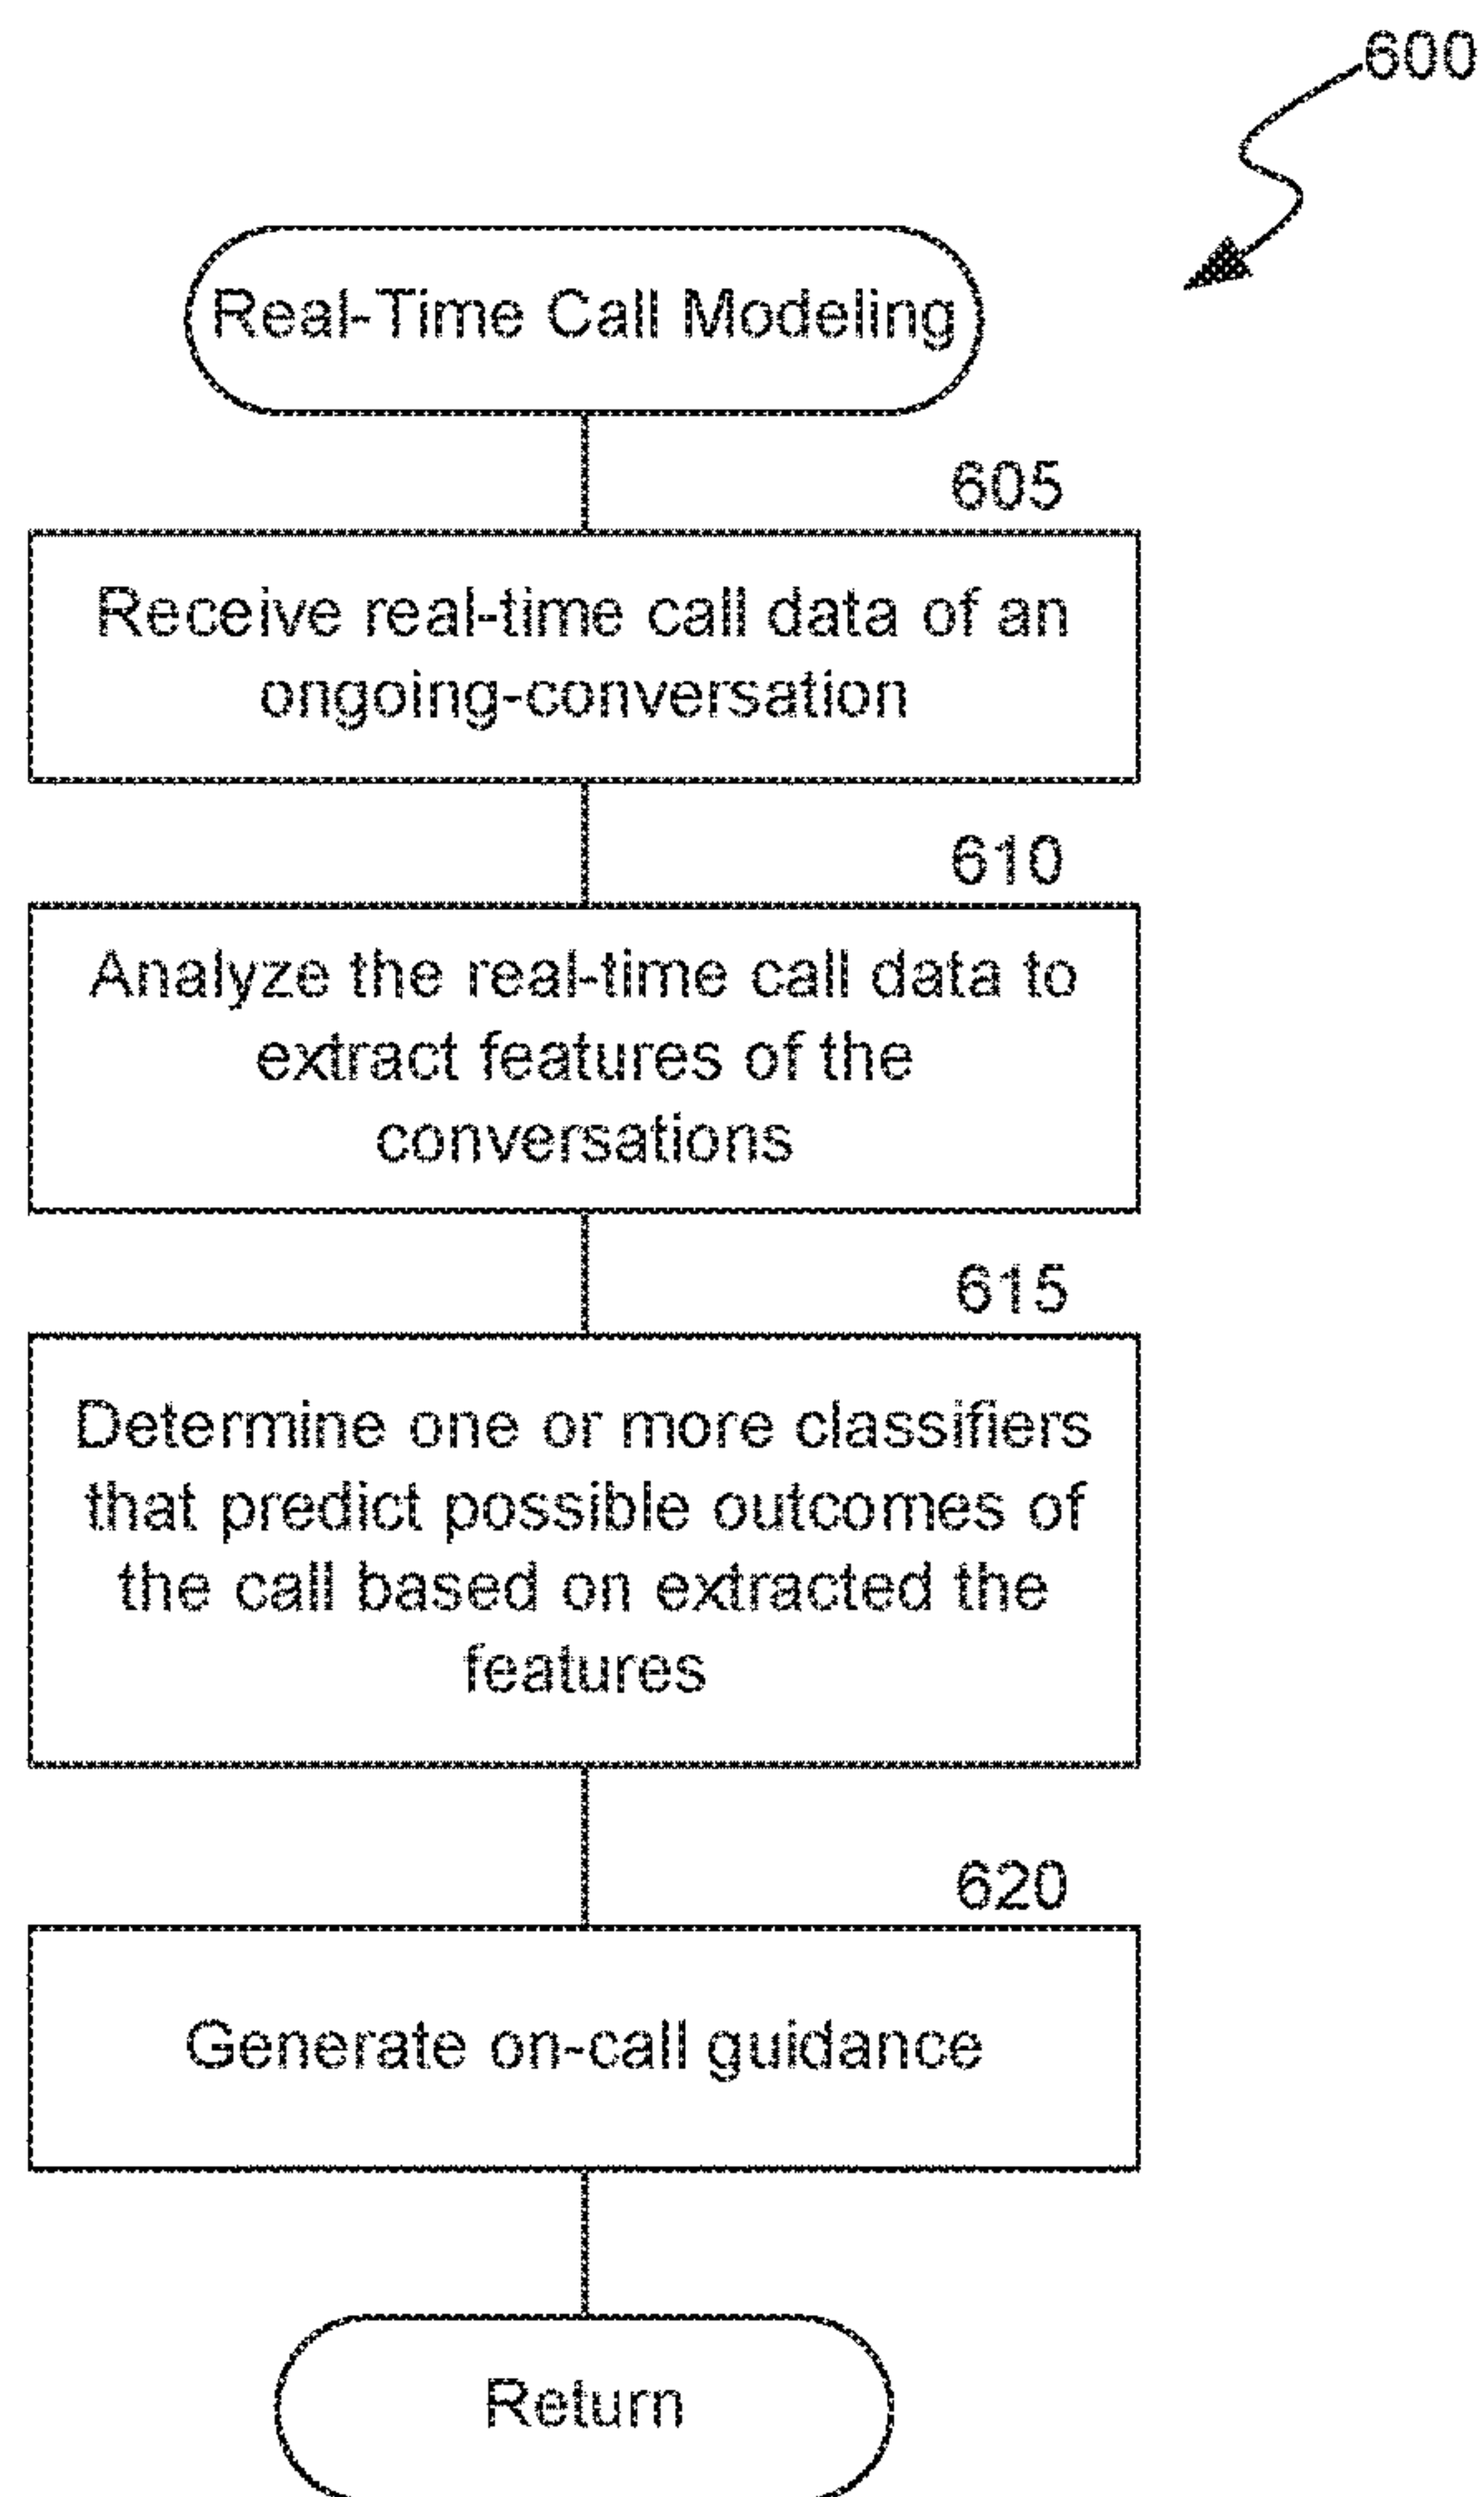 600
Real-Time Call Modeling
605
Receive real-time call data of an
ongoing-conversation
610
Analyze the real-time call data to
extract features of the
conversations
615
Determine one or more classifiers
that predict possible outcomes of
the call based on extracted the
features
620
Generate on-call guidance
Return